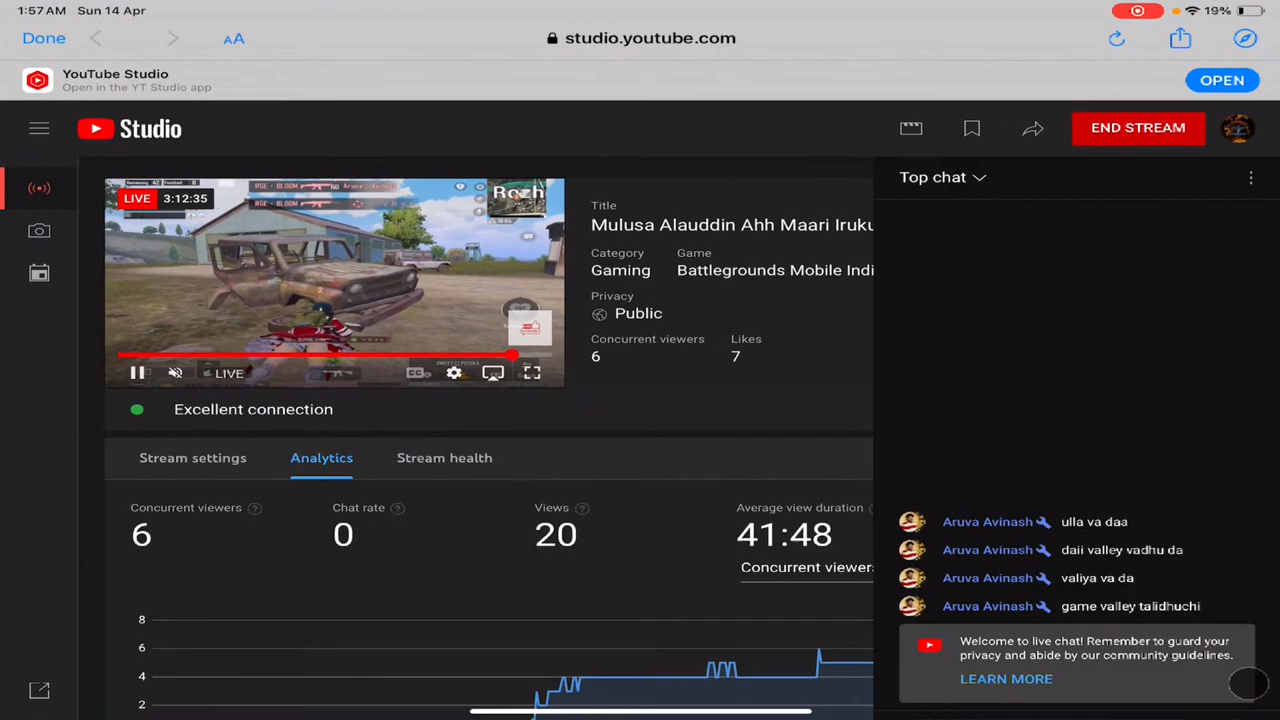 1:57 AM Sun 14 Apr
19%
Done
AA
studio.youtube.com
YouTube Studio
Open in the YT Studio app
OPEN
Studio
END STREAM
LIVE 3:12:35
RGE - BLOOM
RGE - BLOOM
Rozh
LIVE
Title
Mulusa Alauddin Ahh Maari Iruku
Category
Gaming
Game
Battlegrounds Mobile Indi
Privacy
Public
Concurrent viewers
6
Likes
7
Excellent connection
Stream settings
Analytics
Stream health
Concurrent viewers
6
Chat rate
0
Views
20
Average view duration
41:48
Concurrent viewers
8
6
4
2
Top chat
Aruva Avinash ulla va daa
Aruva Avinash daii valley vadhu da
Aruva Avinash valiya va da
Aruva Avinash game valley talidhuchi
Welcome to live chat! Remember to guard your
privacy and abide by our community guidelines.
LEARN MORE